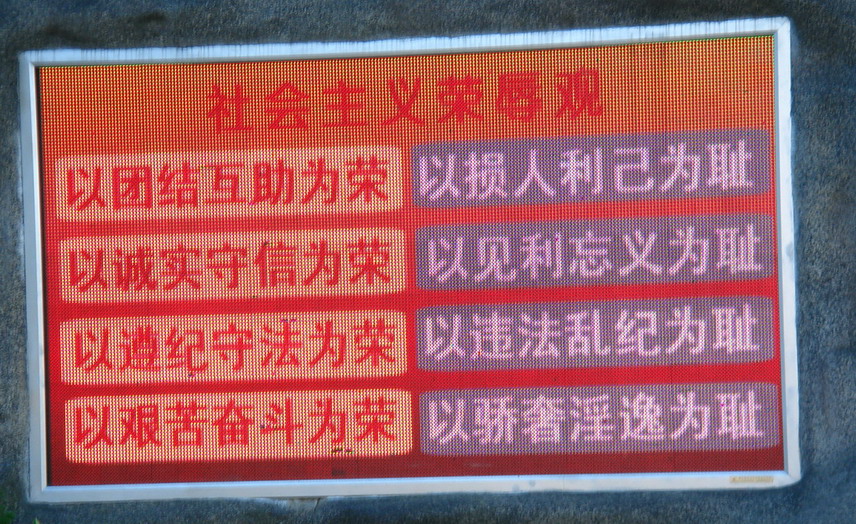 社会主义荣辱观
以团结互助为荣 以损人利己为耻
以诚实守信为荣 以见利忘义为耻
以遵纪守法为荣 以违法乱纪为耻
以艰苦奋斗为荣 以骄奢淫逸为耻